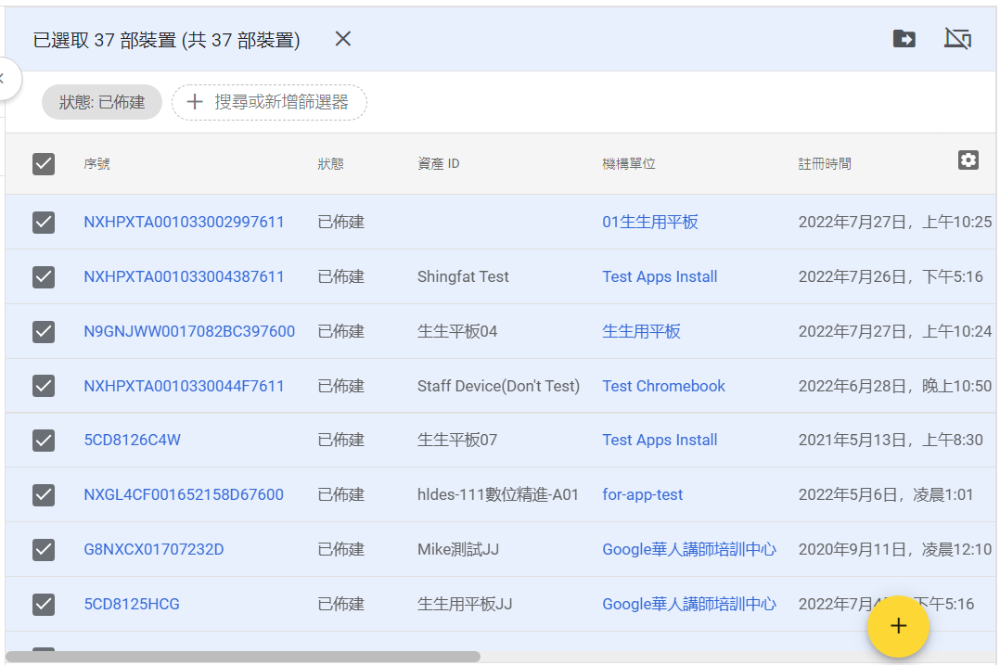 已選取 37 部裝置 (共 37 部裝置)
狀態: 已佈建 搜尋或新增篩選器
序號 狀態 資產 ID 機構單位 註冊時間
NXHPXTA001033002997611 已佈建 01生生用平板 2022年7月27日，上午10:25
NXHPXTA001033004387611 已佈建 Shingfat Test Test Apps Install 2022年7月26日，下午5:16
N9GNJWW0017082BC397600 已佈建 生生平板04 生生用平板 2022年7月27日，上午10:24
NXHPXTA0010330044F7611 已佈建 Staff Device(Don't Test) Test Chromebook 2022年6月28日，晚上10:50
5CD8126C4W 已佈建 生生平板07 Test Apps Install 2021年5月13日，上午8:30
NXGL4CF001652158D67600 已佈建 hldes-111數位精進-A01 for-app-test 2022年5月6日，凌晨1:01
G8NXCX01707232D 已佈建 Mike測試JJ Google華人講師培訓中心 2020年9月11日，凌晨12:10
5CD8125HCG 已佈建 生生用平板JJ Google華人講師培訓中心 2022年7月 下午5:16